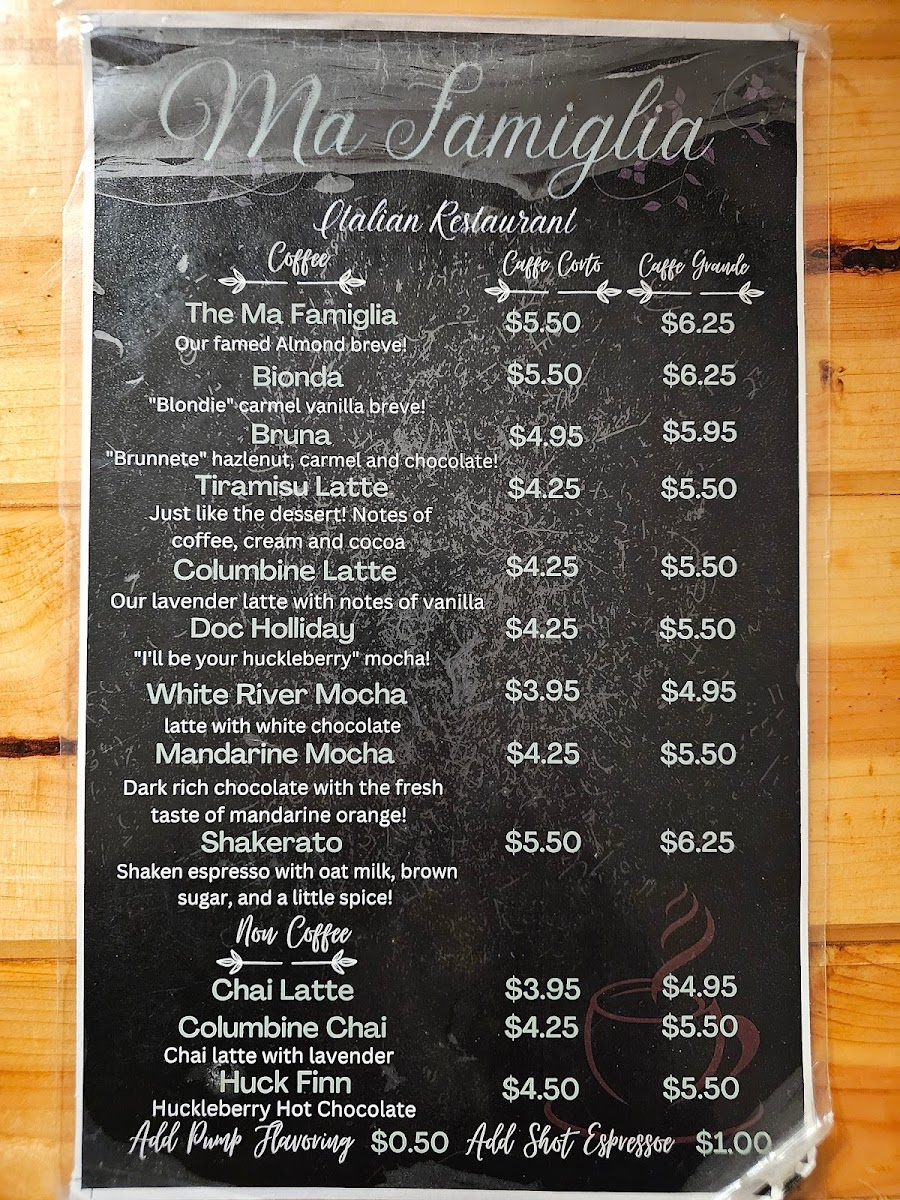 Ma Famiglia
Italian Restaurant
Coffee Caffe Corto Caffe Grande
The Ma Famiglia $5.50 $6.25
Our famed Almond breve!
Bionda $5.50 $6.25
"Blondie" carmel vanilla breve!
Bruna $4.95 $5.95
"Brunnete" hazlenut, carmel and chocolate!
Tiramisu Latte $4.25 $5.50
Just like the dessert! Notes of
coffee, cream and cocoa
Columbine Latte $4.25 $5.50
Our lavender latte with notes of vanilla
Doc Holliday $4.25 $5.50
"I'll be your huckleberry" mocha!
White River Mocha $3.95 $4.95
latte with white chocolate
Mandarine Mocha $4.25 $5.50
Dark rich chocolate with the fresh
taste of mandarine orange!
Shakerato $5.50 $6.25
Shaken espresso with oat milk, brown
sugar, and a little spice!
Non Coffee
Chai Latte $3.95 $4.95
Columbine Chai $4.25 $5.50
Chai latte with lavender
Huck Finn $4.50 $5.50
Huckleberry Hot Chocolate
Add Pump Flavoring $0.50 Add Shot Espressoe $1.00